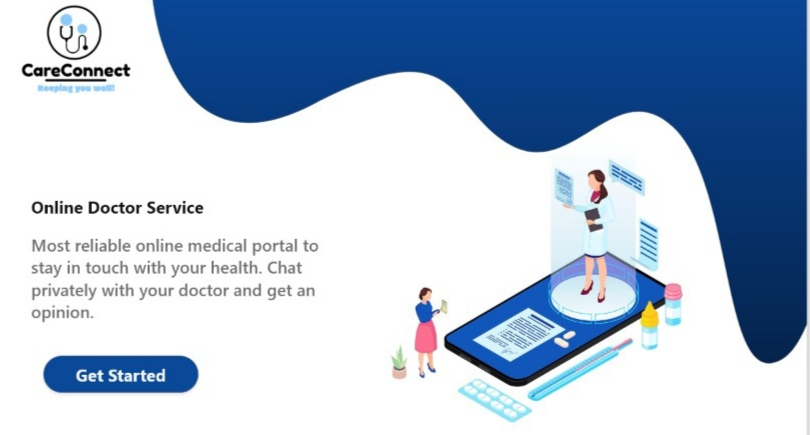 CareConnect
Keeping you well!
Online Doctor Service
Most reliable online medical portal to
stay in touch with your health. Chat
privately with your doctor and get an
opinion.
Get Started